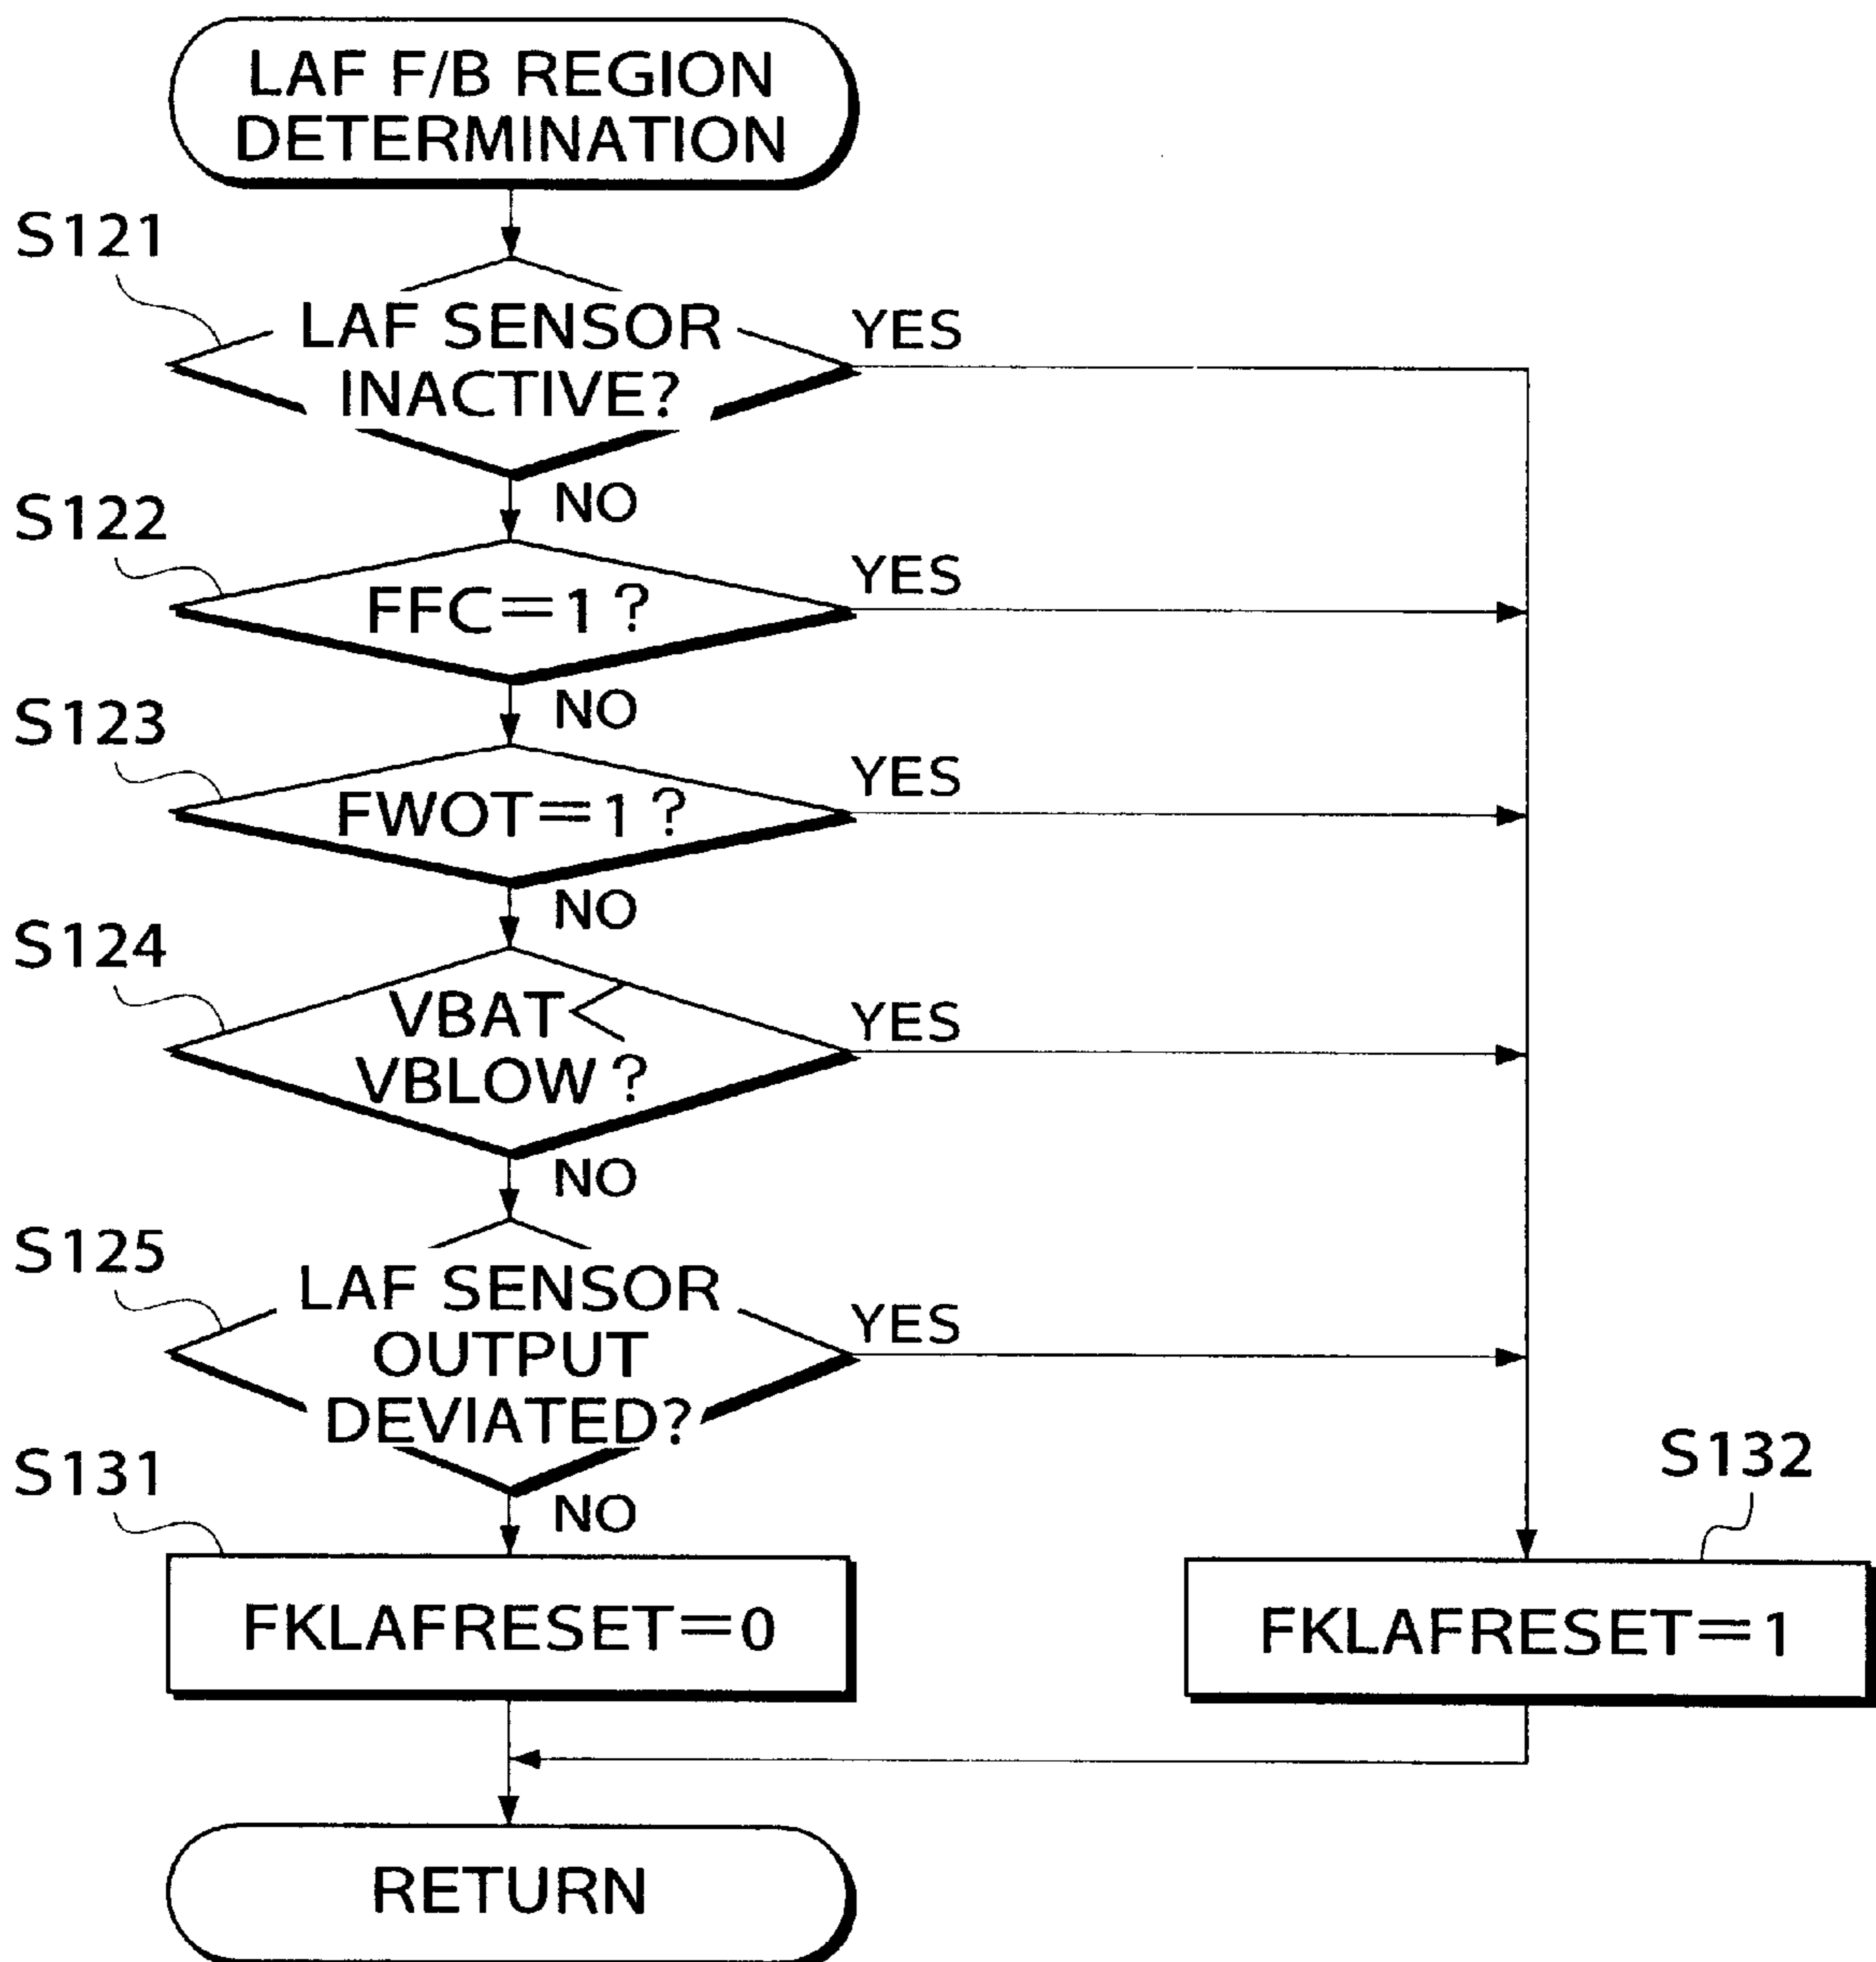 LAF F/B REGION
DETERMINATION
S121
LAF SENSOR
INACTIVE?
YES
NO
S122
FFC=1?
YES
NO
S123
FWOT=1?
YES
NO
S124
VBAT<
VBLOW?
YES
NO
S125
LAF SENSOR
OUTPUT
DEVIATED?
YES
NO
S131
FKLAFRESET=0
S132
FKLAFRESET=1
RETURN